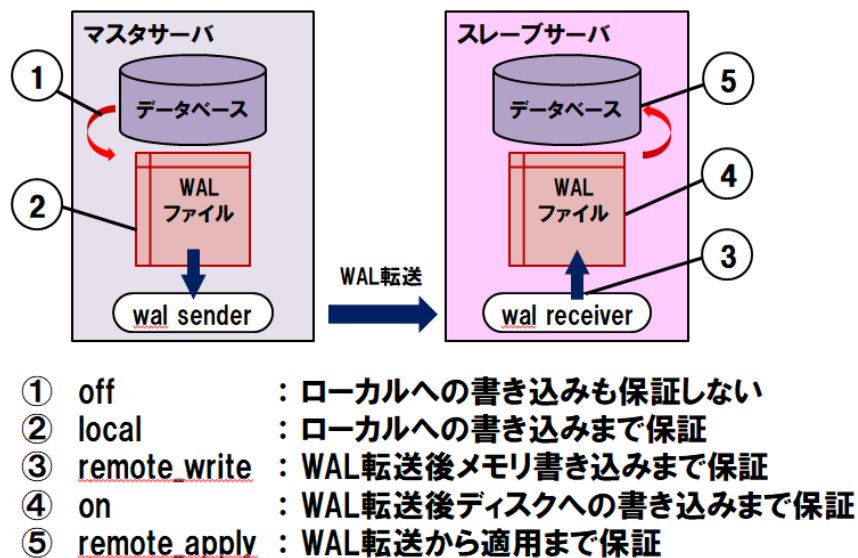 マスタサーバ
スレーブサーバ
①
データベース
データベース
⑤
WAL
ファイル
WAL
ファイル
②
④
③
WAL転送
wal sender
wal receiver
① off : ローカルへの書き込みも保証しない
② local : ローカルへの書き込みまで保証
③ remote_write : WAL転送後メモリ書き込みまで保証
④ on : WAL転送後ディスクへの書き込みまで保証
⑤ remote_apply : WAL転送から適用まで保証